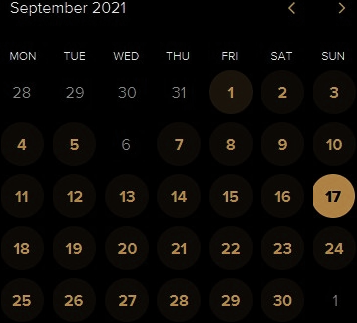 September 2021
MON TUE WED THU FRI SAT SUN
28 29 30 31 1 2 3
4 5 6 7 8 9 10
11 12 13 14 15 16 17
18 19 20 21 22 23 24
25 26 27 28 29 30 1